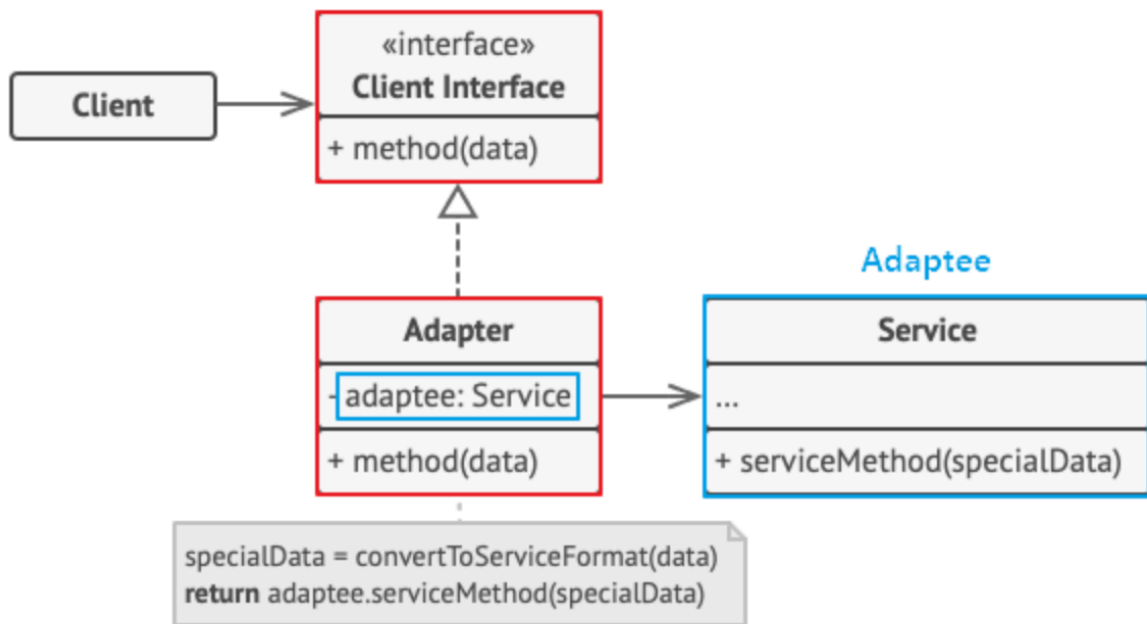 «interface»
Client Interface
Client
+ method(data)
Adaptee
Adapter
Service
- adaptee: Service
...
+ method(data)
+ serviceMethod(specialData)
specialData = convertToServiceFormat(data)
return adaptee.serviceMethod(specialData)